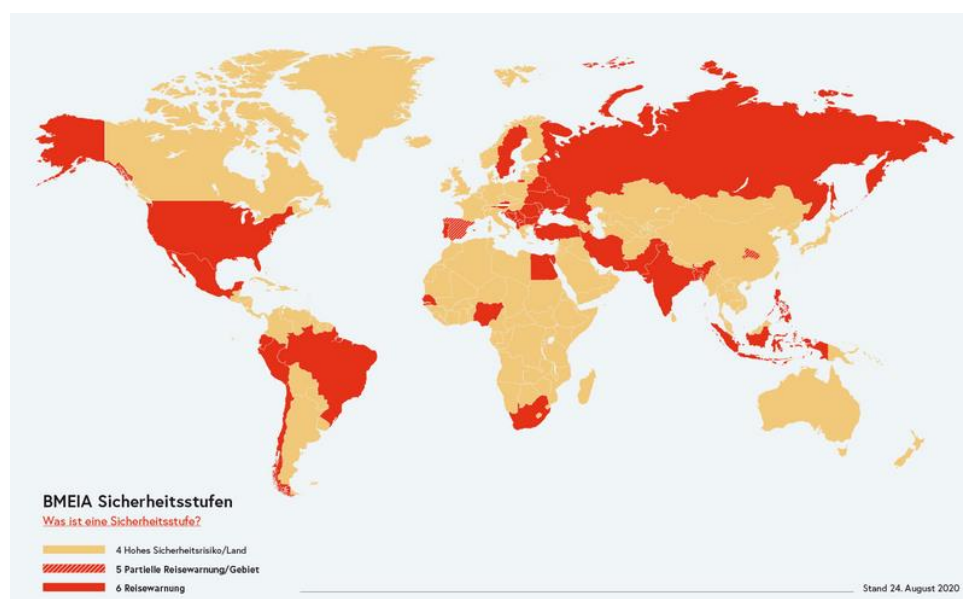 BMEIA Sicherheitsstufen
Was ist eine Sicherheitsstufe?
4 Hohes Sicherheitsrisiko/Land
5 Partielle Reisewarnung/Gebiet
6 Reisewarnung
Stand 24. August 2020